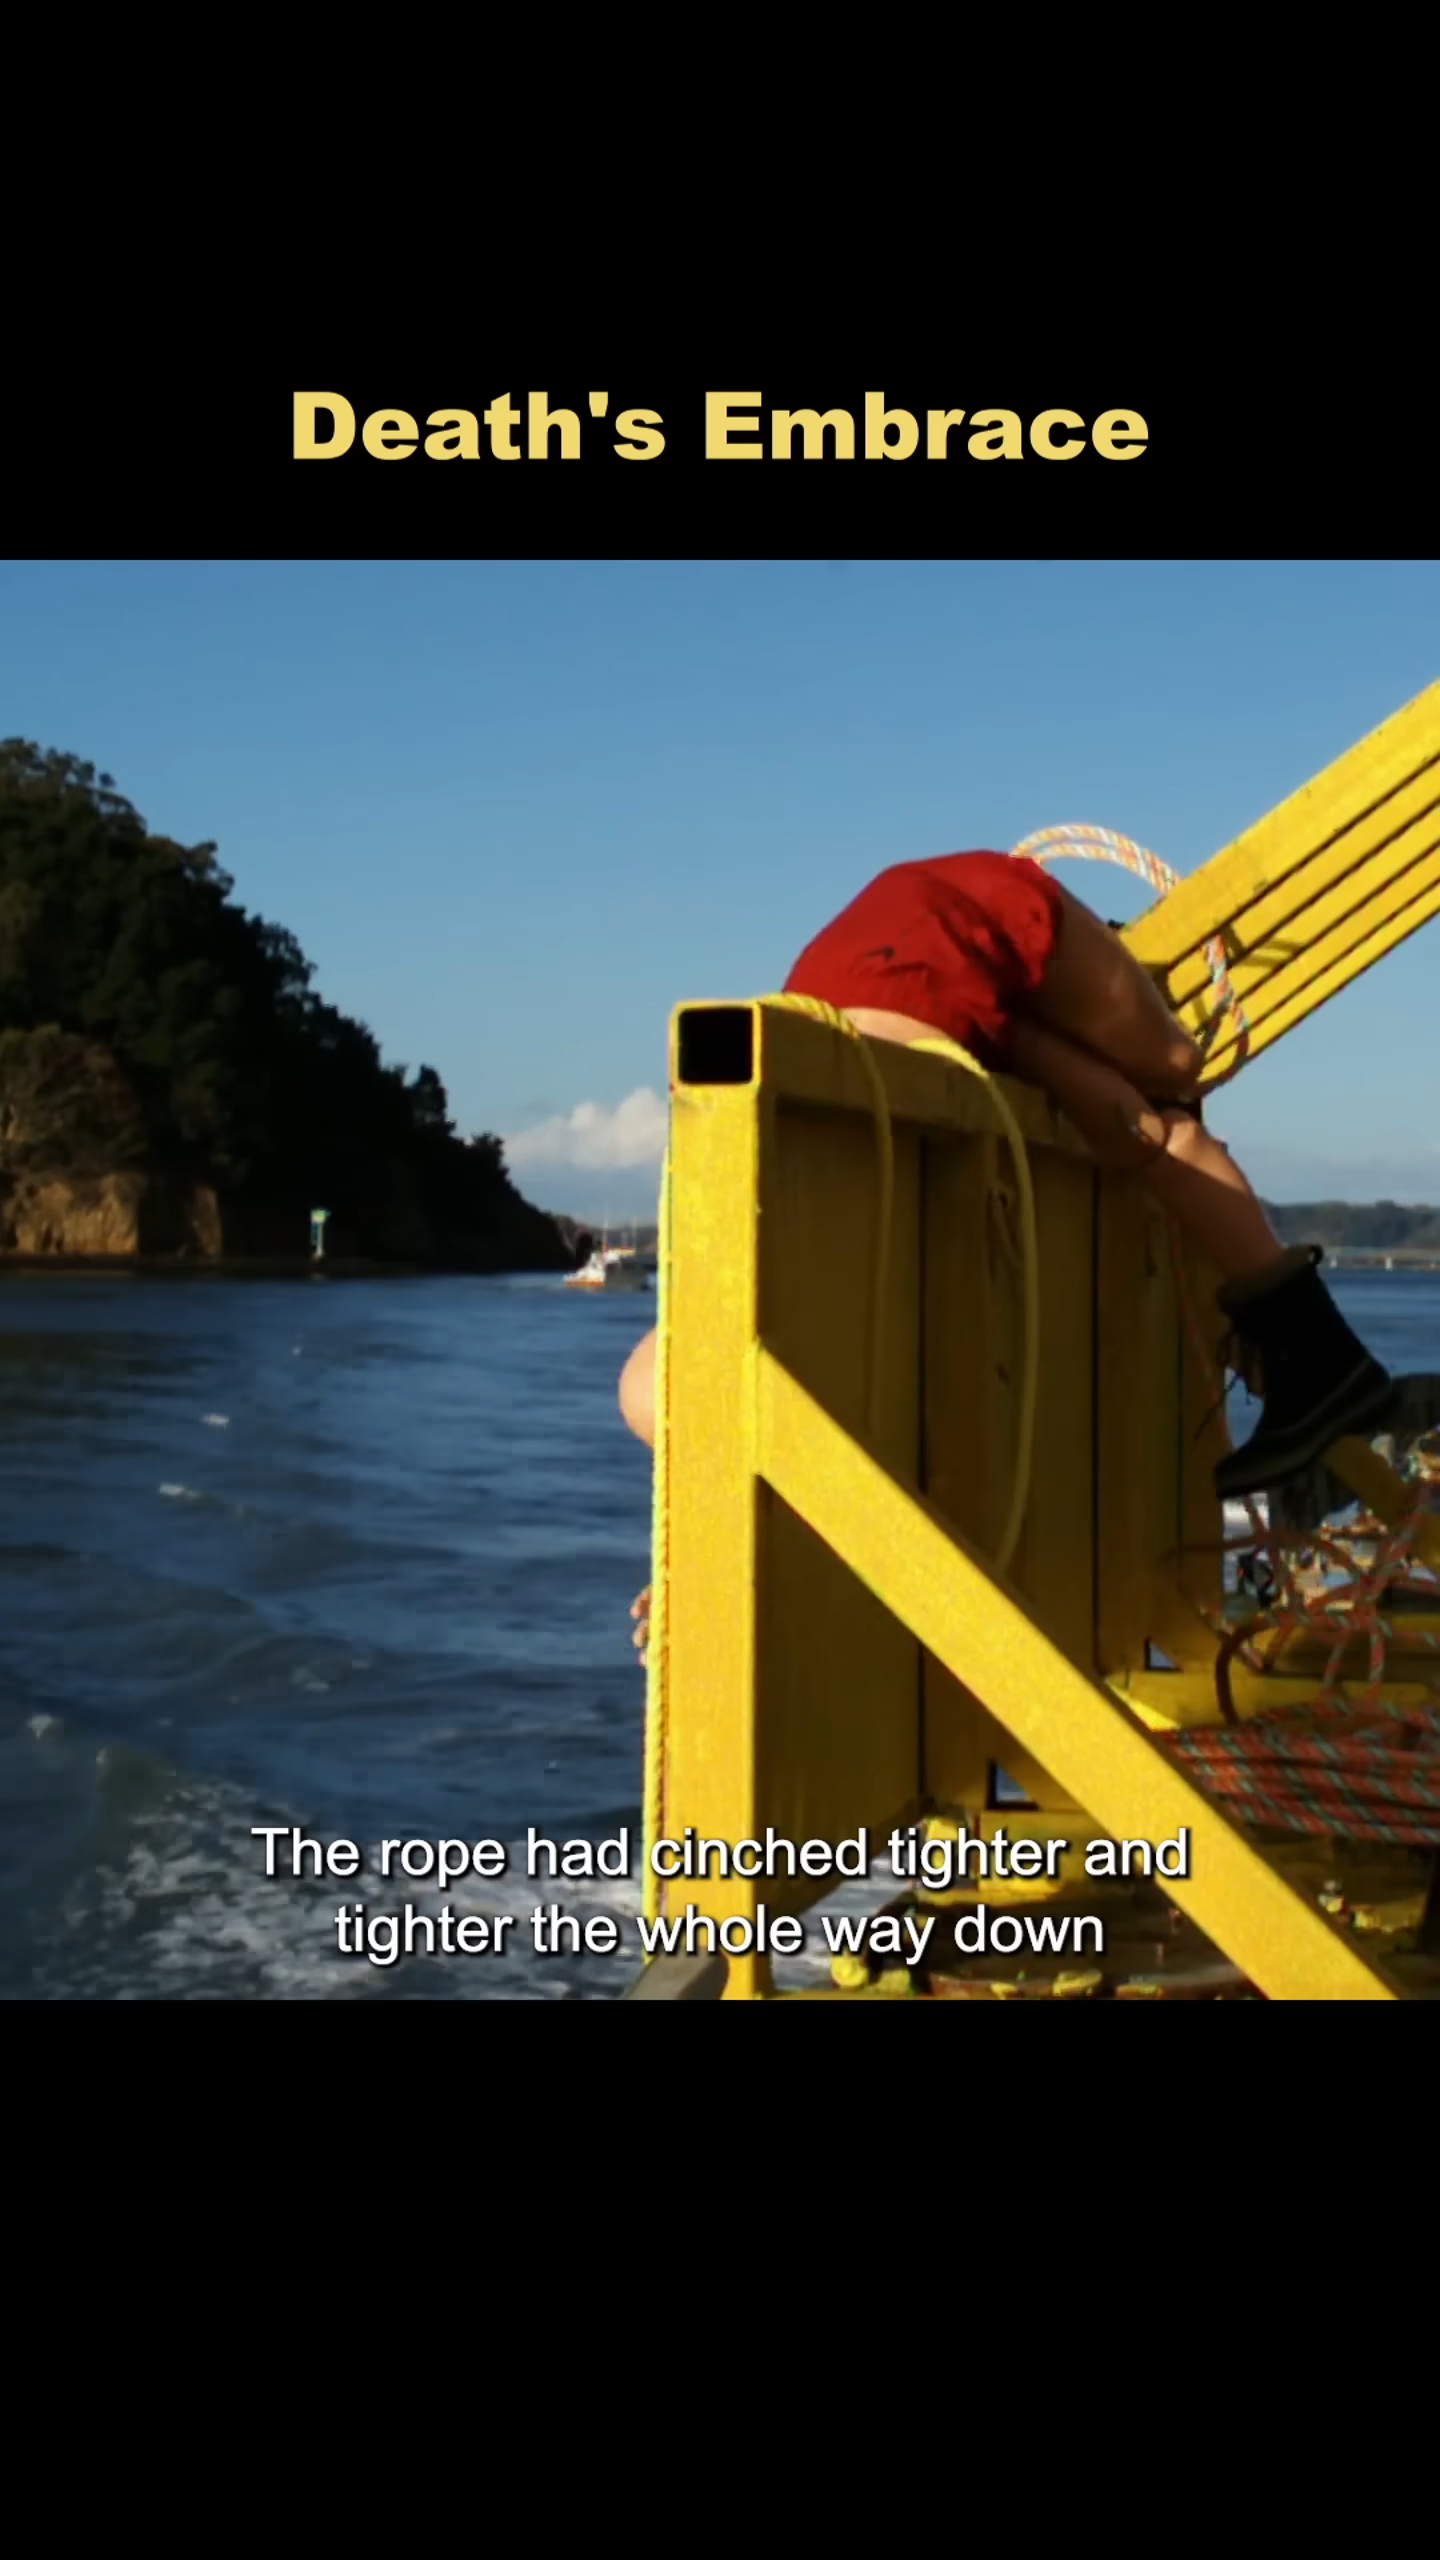 Death's Embrace
The rope had cinched tighter and
tighter the whole way down